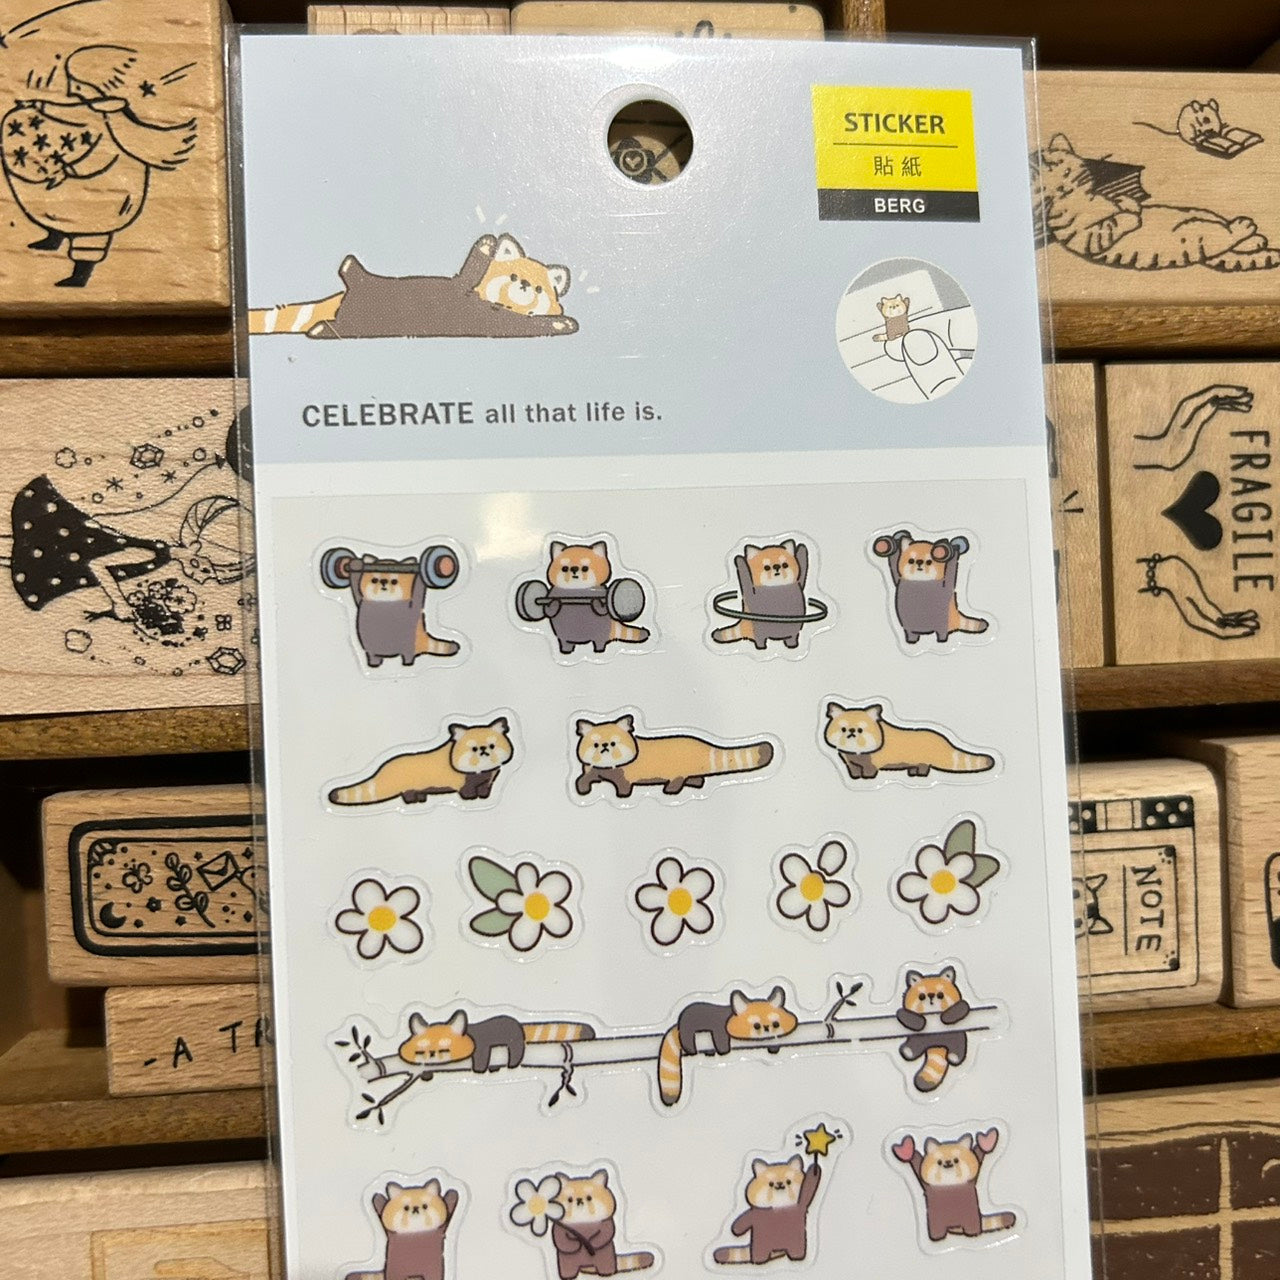 STICKER
貼紙
BERG
CELEBRATE all that life is.
FRAGILE
NOTE
-A TR